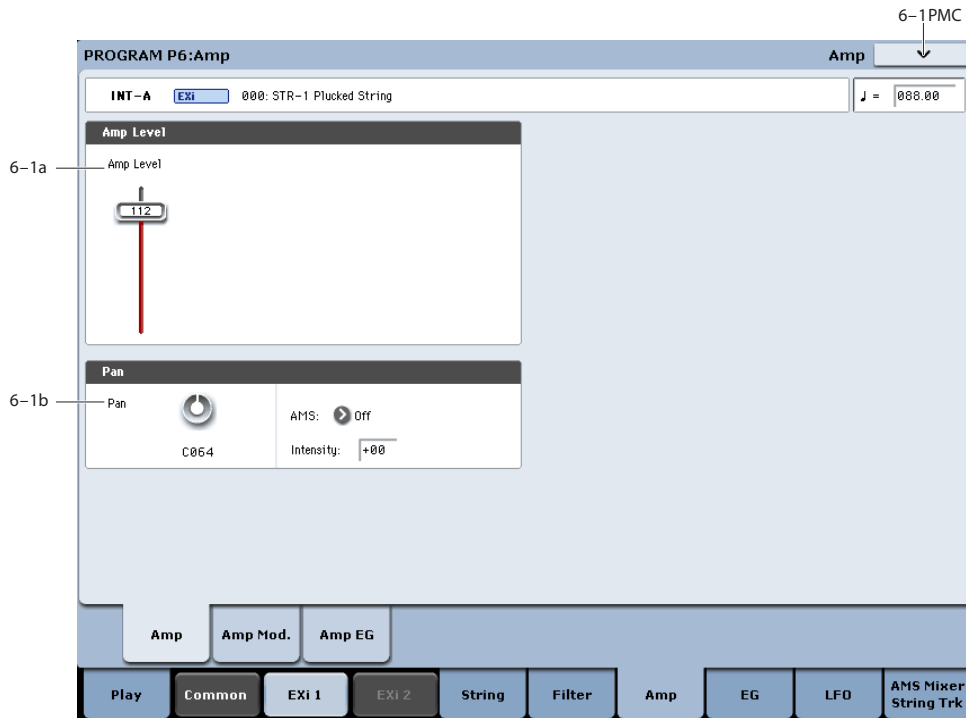 6–1PMC
PROGRAM P6:Amp Amp
INT-A EXi 000: STR-1 Plucked String ♩ = 088.00
Amp Level
6–1a Amp Level
112
Pan
6–1b Pan
AMS: Off
C064 Intensity: +00
Amp Amp Mod. Amp EG
Play Common EXi 1 EXi 2 String Filter Amp EG LFO AMS Mixer
String Trk